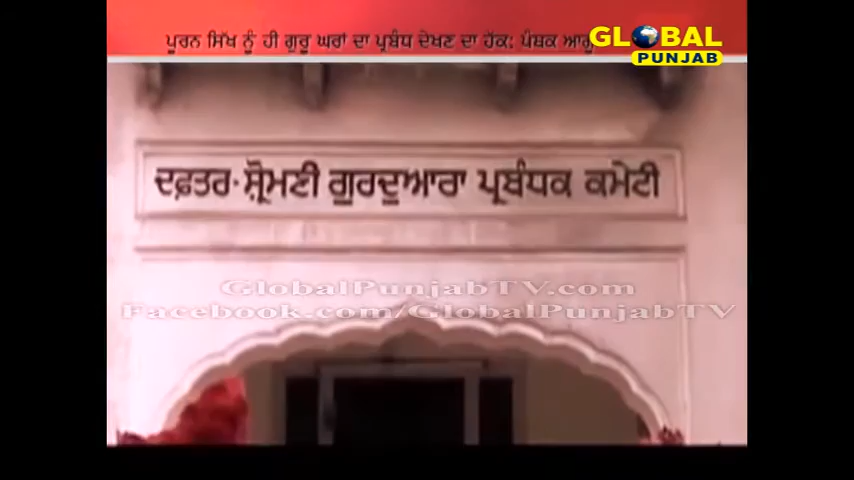 ਪੂਰਨ ਸਿੱਖ ਨੂੰ ਹੀ ਗੁਰੂ ਘਰਾਂ ਦਾ ਪ੍ਰਬੰਧ ਦੇਖਣ ਦਾ ਹੱਕ: ਪੰਥਕ ਆਗੂ
GLOBAL
PUNJAB
ਦਫ਼ਤਰ·ਸ਼੍ਰੋਮਣੀ ਗੁਰਦੁਆਰਾ ਪ੍ਰਬੰਧਕ ਕਮੇਟੀ
GlobalPunjabTV.com
Facebook.com/GlobalPunjabTV